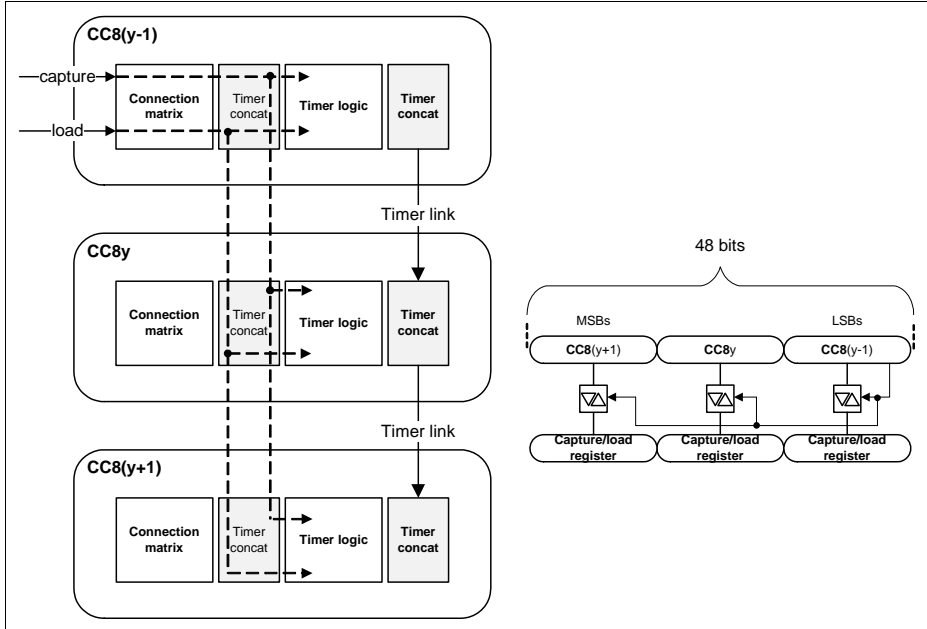 CC8(y-1)
capture
load
Connection
matrix
Timer
concat
Timer logic
Timer
concat
Timer link
CC8y
Connection
matrix
Timer
concat
Timer logic
Timer
concat
Timer link
CC8(y+1)
Connection
matrix
Timer
concat
Timer logic
Timer
concat
48 bits
MSBs
LSBs
CC8(y+1)
CC8y
CC8(y-1)
Capture/load
register
Capture/load
register
Capture/load
register